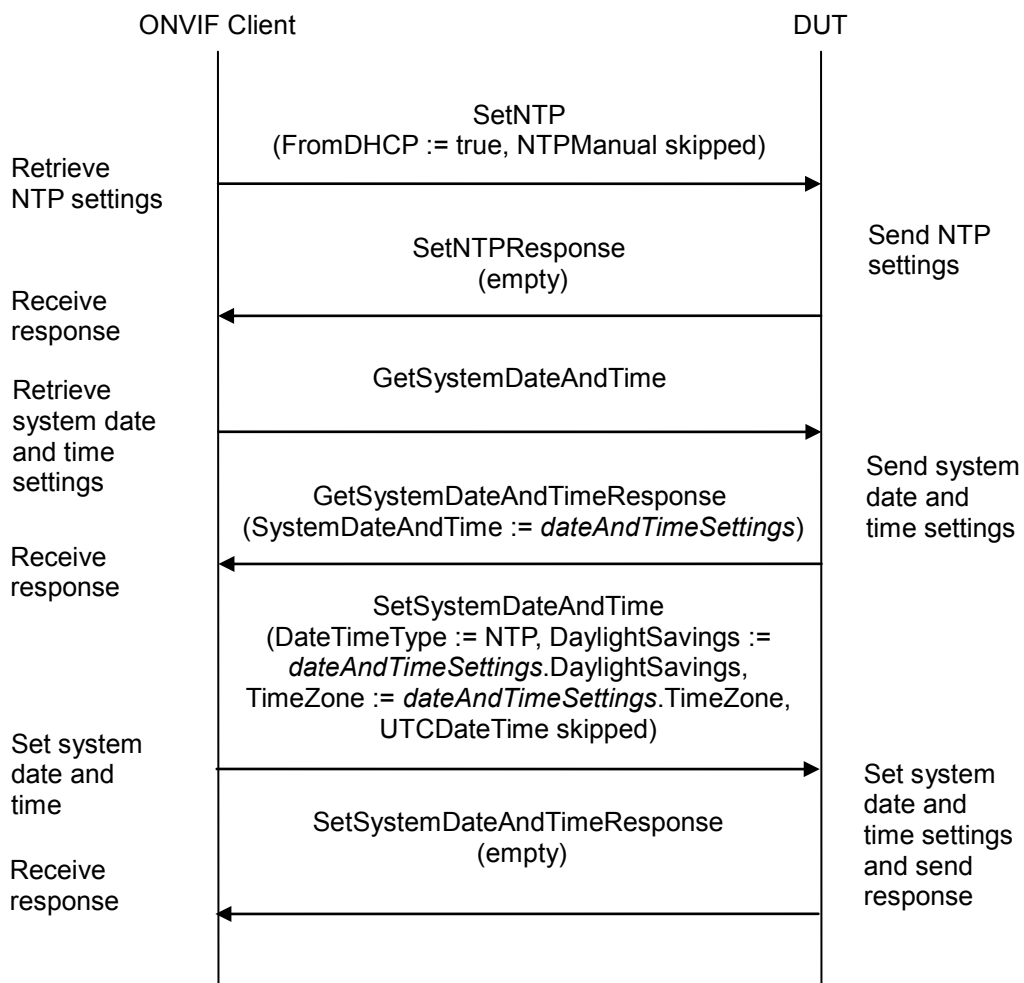 ONVIF Client
DUT
SetNTP
(FromDHCP := true, NTPManual skipped)
Retrieve
NTP settings
Send NTP
settings
SetNTPResponse
(empty)
Receive
response
GetSystemDateAndTime
Retrieve
system date
and time
settings
Send system
date and
time settings
GetSystemDateAndTimeResponse
(SystemDateAndTime := dateAndTimeSettings)
Receive
response
SetSystemDateAndTime
(DateTimeType := NTP, DaylightSavings :=
dateAndTimeSettings.DaylightSavings,
TimeZone := dateAndTimeSettings.TimeZone,
UTCDateTime skipped)
Set system
date and
time
Set system
date and
time settings
and send
response
SetSystemDateAndTimeResponse
(empty)
Receive
response